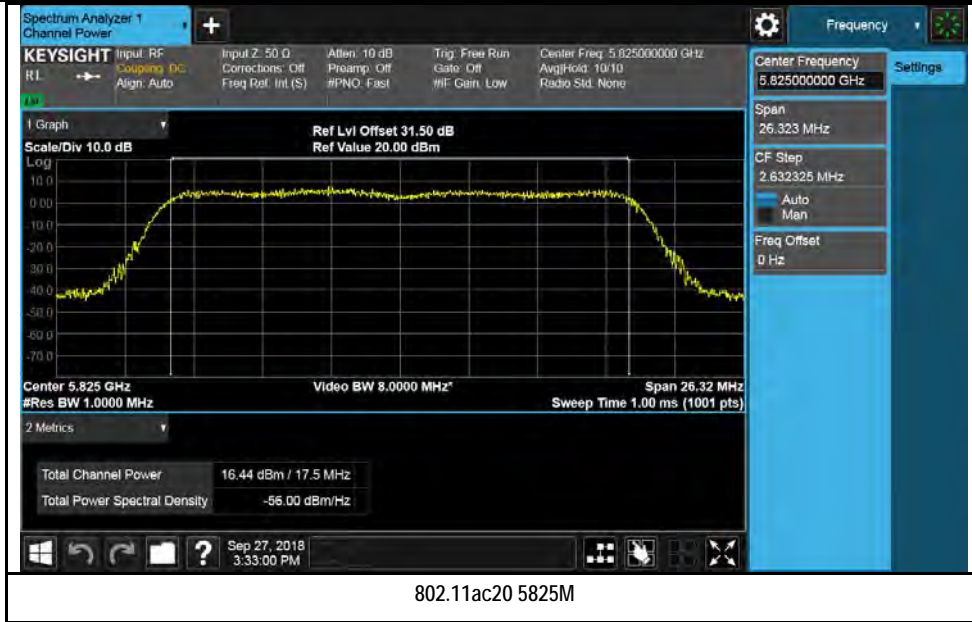 Spectrum Analyzer 1
Channel Power
KEYSIGHT
RL
Input: RF
Coupling: DC
Align: Auto
Input Z: 50 Ω
Corrections: Off
Freq Ref: Int (S)
Atten: 10 dB
Preamp: Off
#PNO: Fast
Trig: Free Run
Gate: Off
#IF Gain: Low
Center Freq: 5.825000000 GHz
Avg|Hold: 10/10
Radio Std: None
1 Graph
Scale/Div 10.0 dB
Ref Lvl Offset 31.50 dB
Ref Value 20.00 dBm
Log
10.0
0.00
-10.0
-20.0
-30.0
-40.0
-50.0
-60.0
-70.0
Center 5.825 GHz
#Res BW 1.0000 MHz
Video BW 8.0000 MHz*
Span 26.32 MHz
Sweep Time 1.00 ms (1001 pts)
2 Metrics
Total Channel Power 16.44 dBm / 17.5 MHz
Total Power Spectral Density -56.00 dBm/Hz
?
Sep 27, 2018
3:33:00 PM
Frequency
Settings
Center Frequency
5.825000000 GHz
Span
26.323 MHz
CF Step
2.632325 MHz
Auto
Man
Freq Offset
0 Hz
802.11ac20 5825M